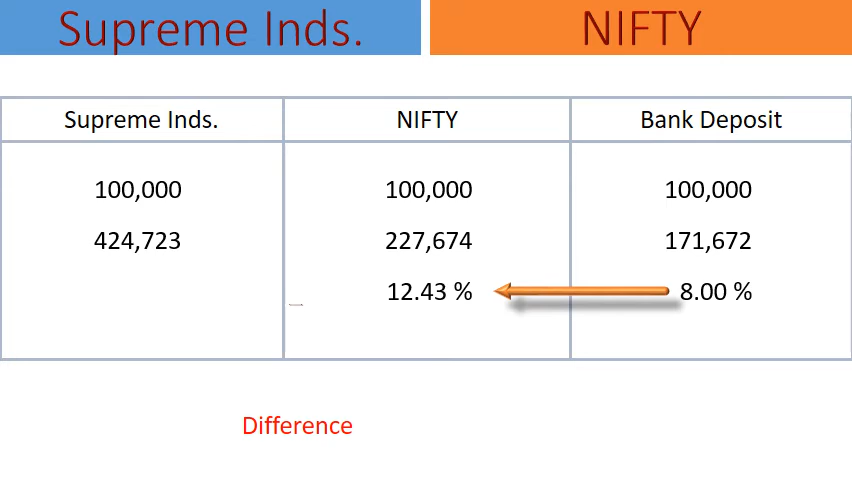 Supreme Inds. NIFTY
Supreme Inds. NIFTY Bank Deposit
100,000 100,000 100,000
424,723 227,674 171,672
12.43 % 8.00 %
Difference